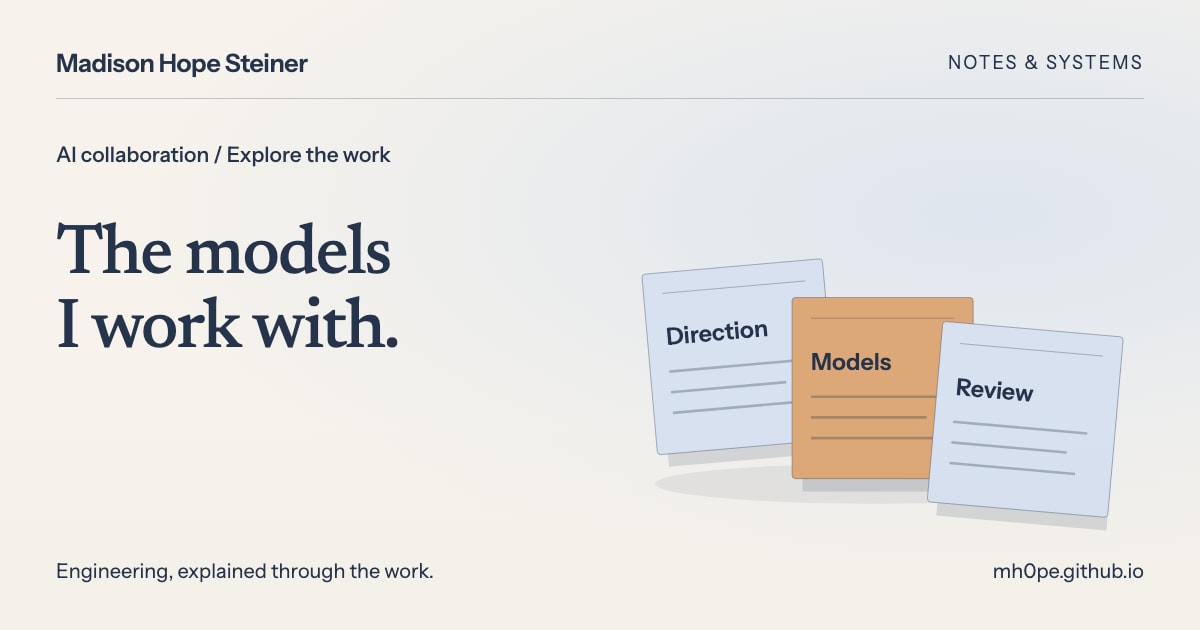 Madison Hope Steiner
NOTES & SYSTEMS
AI collaboration / Explore the work
The models
I work with.
Direction
Models
Review
Engineering, explained through the work.
mh0pe.github.io